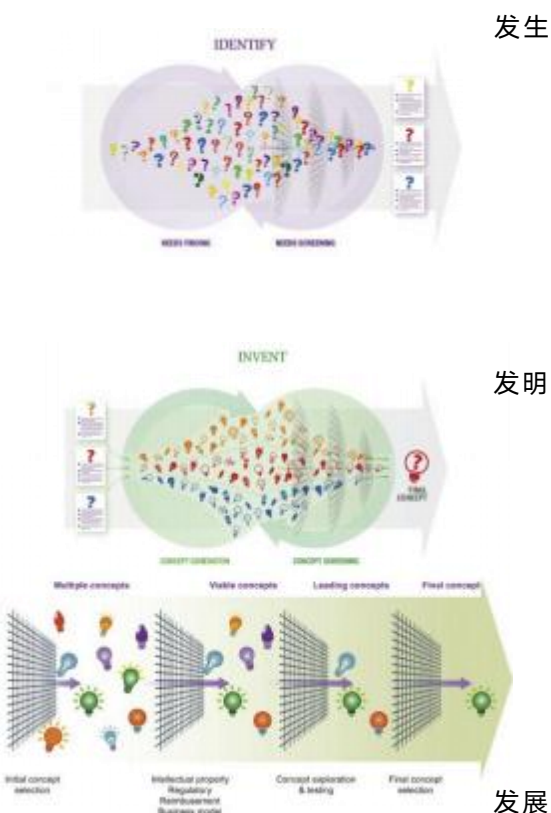 发生
IDENTIFY
NEEDS FINDING
NEEDS SCREENING
INVENT
发明
FINAL
CONCEPT
CONCEPT GENERATION
CONCEPT SCREENING
Multiple concepts
Viable concepts
Leading concepts
Final concept
Initial concept
selection
Intellectual property
Regulatory
Reimbursement
Business model
Concept exploration
& testing
Final concept
selection
发展